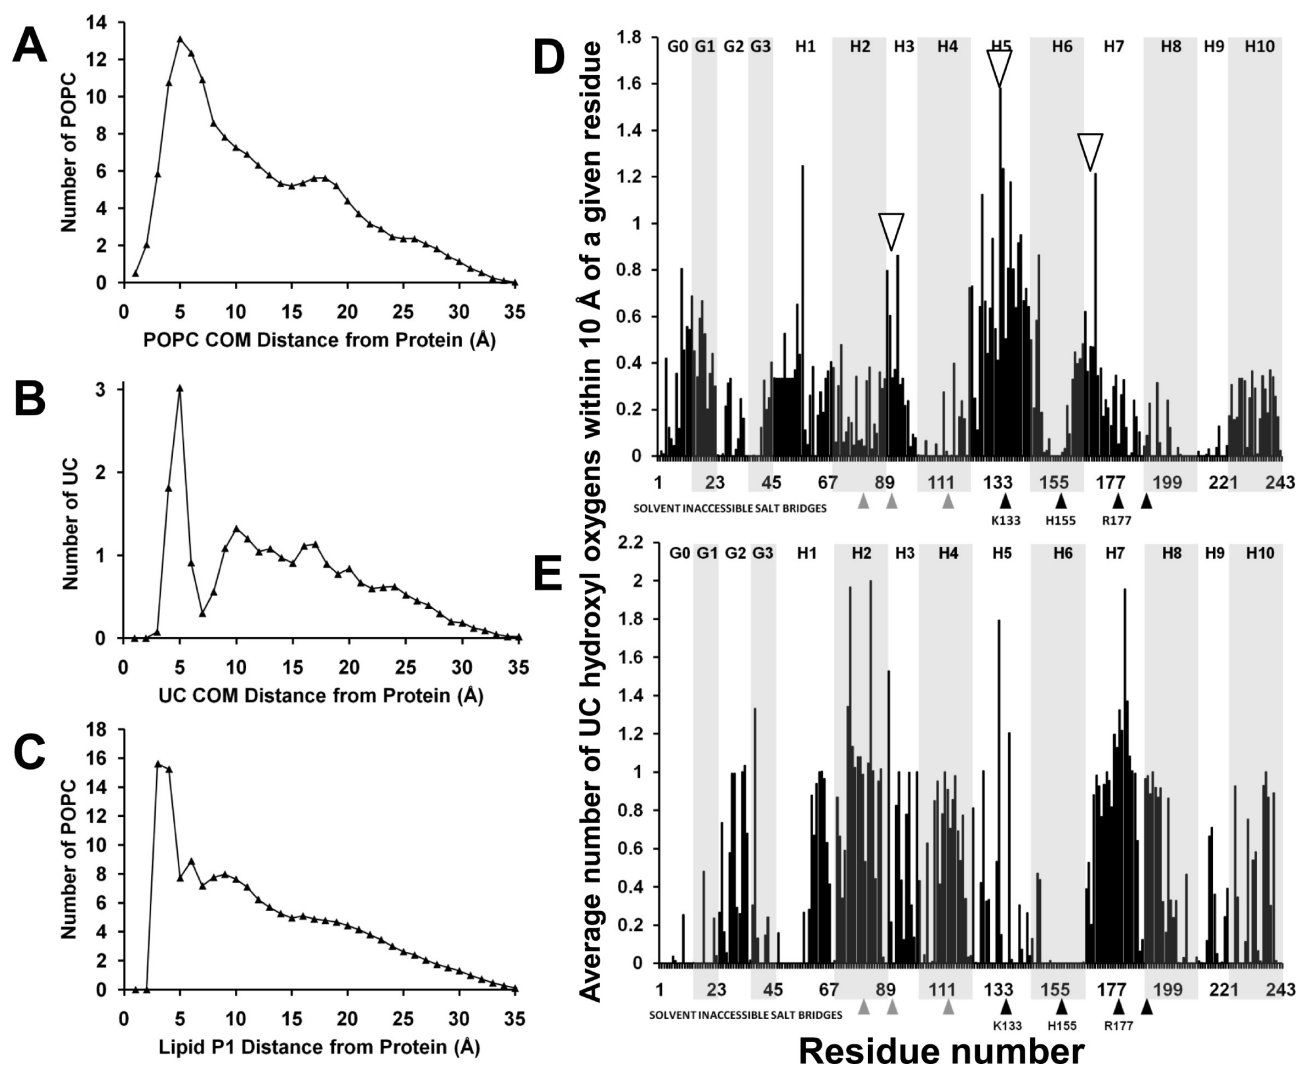 A
14
12
10
8
6
4
2
0
Number of POPC
0 5 10 15 20 25 30 35
POPC COM Distance from Protein (Å)
B
3
2
1
0
Number of UC
0 5 10 15 20 25 30 35
UC COM Distance from Protein (Å)
C
18
16
14
12
10
8
6
4
2
0
Number of POPC
0 5 10 15 20 25 30 35
Lipid P1 Distance from Protein (Å)
Average number of UC hydroxyl oxygens within 10 Å of a given residue
D
1.8
1.6
1.4
1.2
1
0.8
0.6
0.4
0.2
0
G0 G1 G2 G3 H1 H2 H3 H4 H5 H6 H7 H8 H9 H10
1 23 45 67 89 111 133 155 177 199 221 243
SOLVENT INACCESSIBLE SALT BRIDGES
K133 H155 R177
E
2.2
2
1.8
1.6
1.4
1.2
1
0.8
0.6
0.4
0.2
0
G0 G1 G2 G3 H1 H2 H3 H4 H5 H6 H7 H8 H9 H10
1 23 45 67 89 111 133 155 177 199 221 243
SOLVENT INACCESSIBLE SALT BRIDGES
K133 H155 R177
Residue number